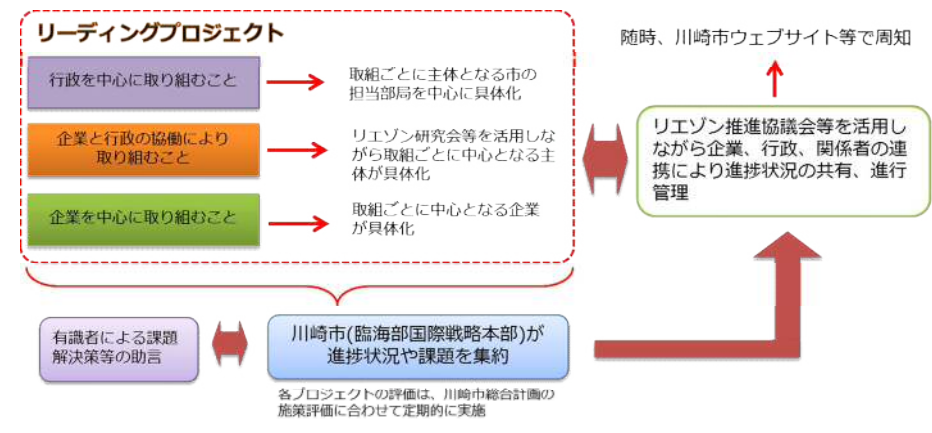 リーディングプロジェクト
行政を中心に取り組むこと
取組ごとに主体となる市の
担当部局を中心に具体化
企業と行政の協働により
取り組むこと
リエゾン研究会等を活用しな
がら取組ごとに中心となる主
体が具体化
企業を中心に取り組むこと
取組ごとに中心となる企業
が具体化
随時、川崎市ウェブサイト等で周知
リエゾン推進協議会等を活用し
ながら企業、行政、関係者の連
携により進捗状況の共有、進行
管理
有識者による課題
解決策等の助言
川崎市(臨海部国際戦略本部)が
進捗状況や課題を集約
各プロジェクトの評価は、川崎市総合計画の
施策評価に合わせて定期的に実施